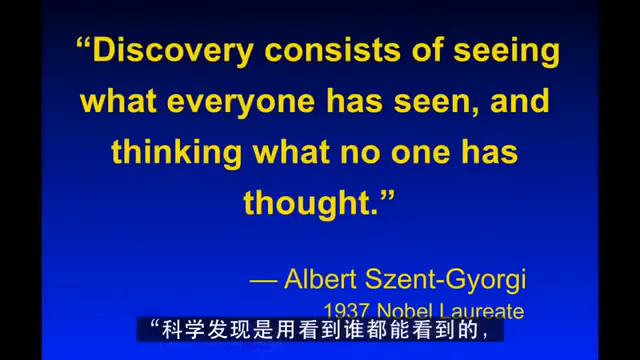 “Discovery consists of seeing
what everyone has seen, and
thinking what no one has
thought.”
— Albert Szent-Gyorgi
1937 Nobel Laureate
“科学发现是用看到谁都能看到的，